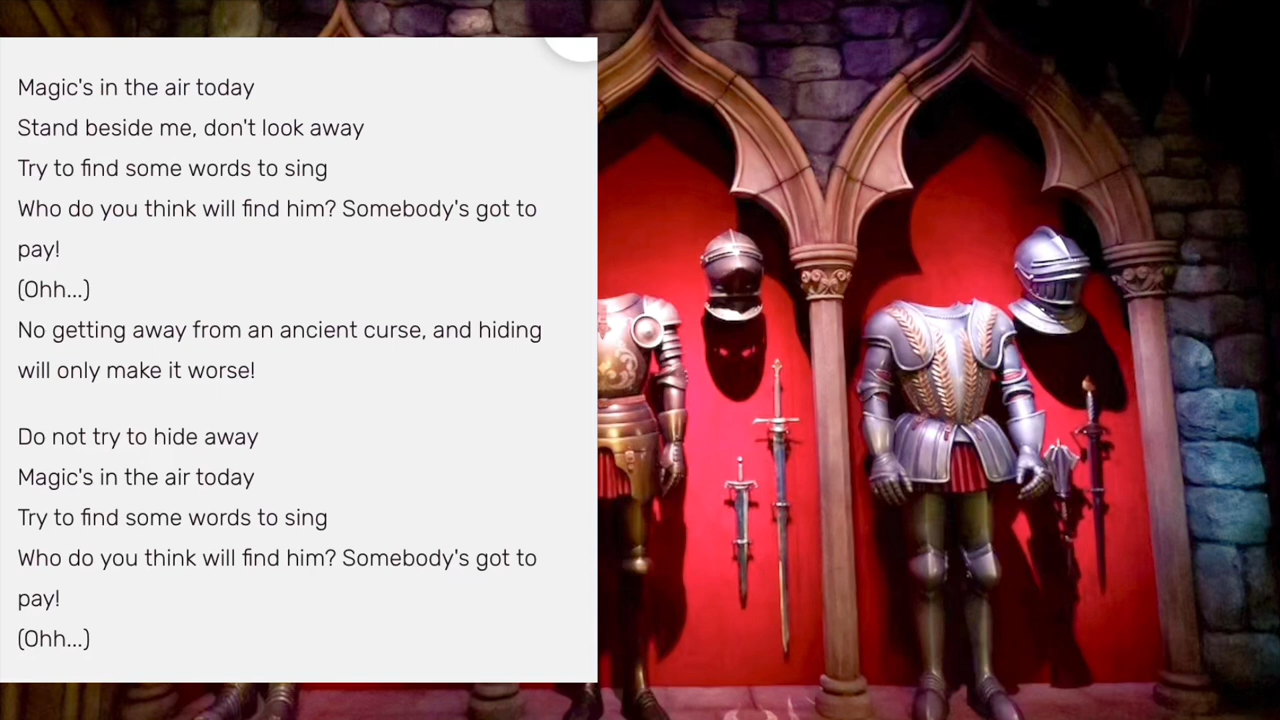 Magic's in the air today
Stand beside me, don't look away
Try to find some words to sing
Who do you think will find him? Somebody's got to
pay!
(Ohh...)
No getting away from an ancient curse, and hiding
will only make it worse!
Do not try to hide away
Magic's in the air today
Try to find some words to sing
Who do you think will find him? Somebody's got to
pay!
(Ohh...)